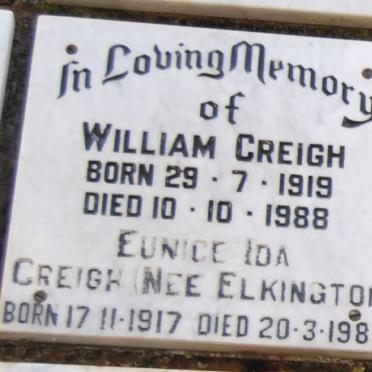 In Loving Memory
of
WILLIAM CREIGH
BORN 29 · 7 · 1919
DIED 10 · 10 · 1988
EUNICE IDA
CREIGH (NEE ELKINGTON
BORN 17·11·1917 DIED 20·3·198